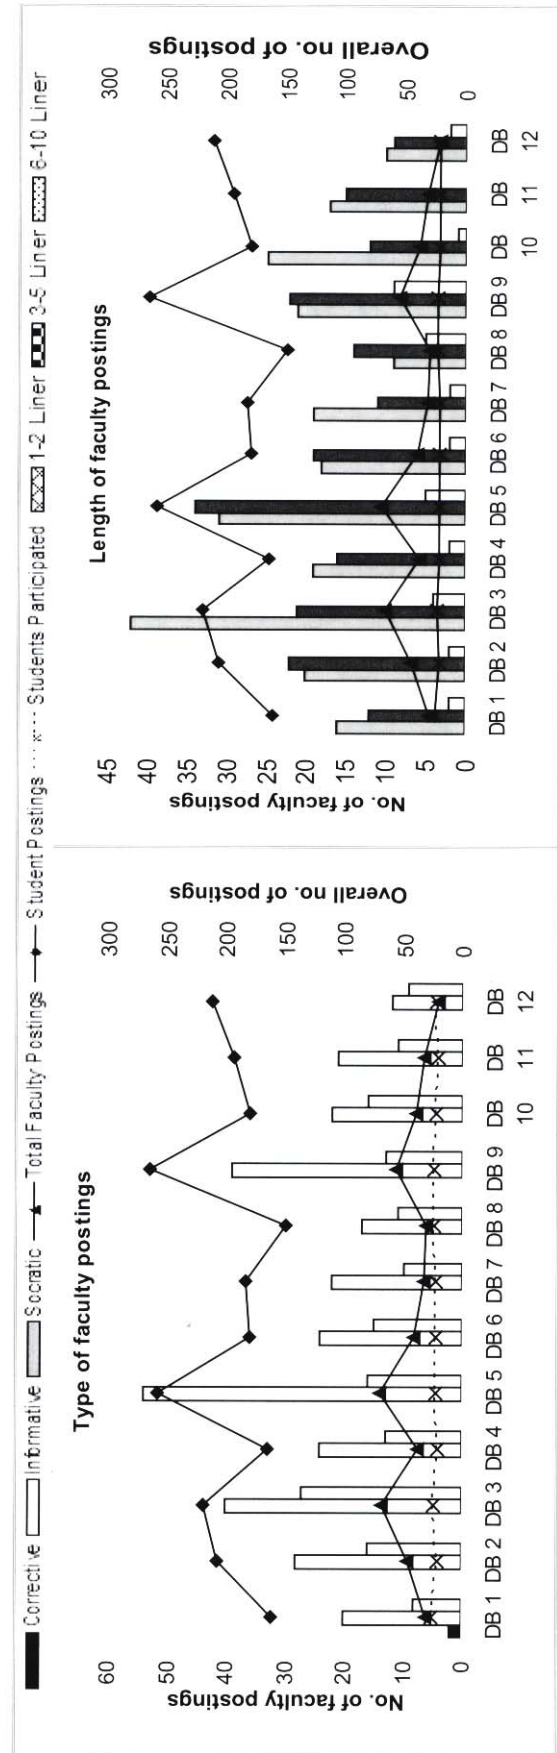 Corrective Informative Socratic Total Faculty Postings Student Postings Students Participated 1-2 Liner 3-5 Liner 6-10 Liner
Type of faculty postings
No. of faculty postings
60
50
40
30
20
10
0
Overall no. of postings
300
250
200
150
100
50
0
DB 1 DB 2 DB 3 DB 4 DB 5 DB 6 DB 7 DB 8 DB 9 DB DB DB
10 11 12
Length of faculty postings
No. of faculty postings
45
40
35
30
25
20
15
10
5
0
Overall no. of postings
300
250
200
150
100
50
0
DB 1 DB 2 DB 3 DB 4 DB 5 DB 6 DB 7 DB 8 DB 9 DB DB DB
10 11 12